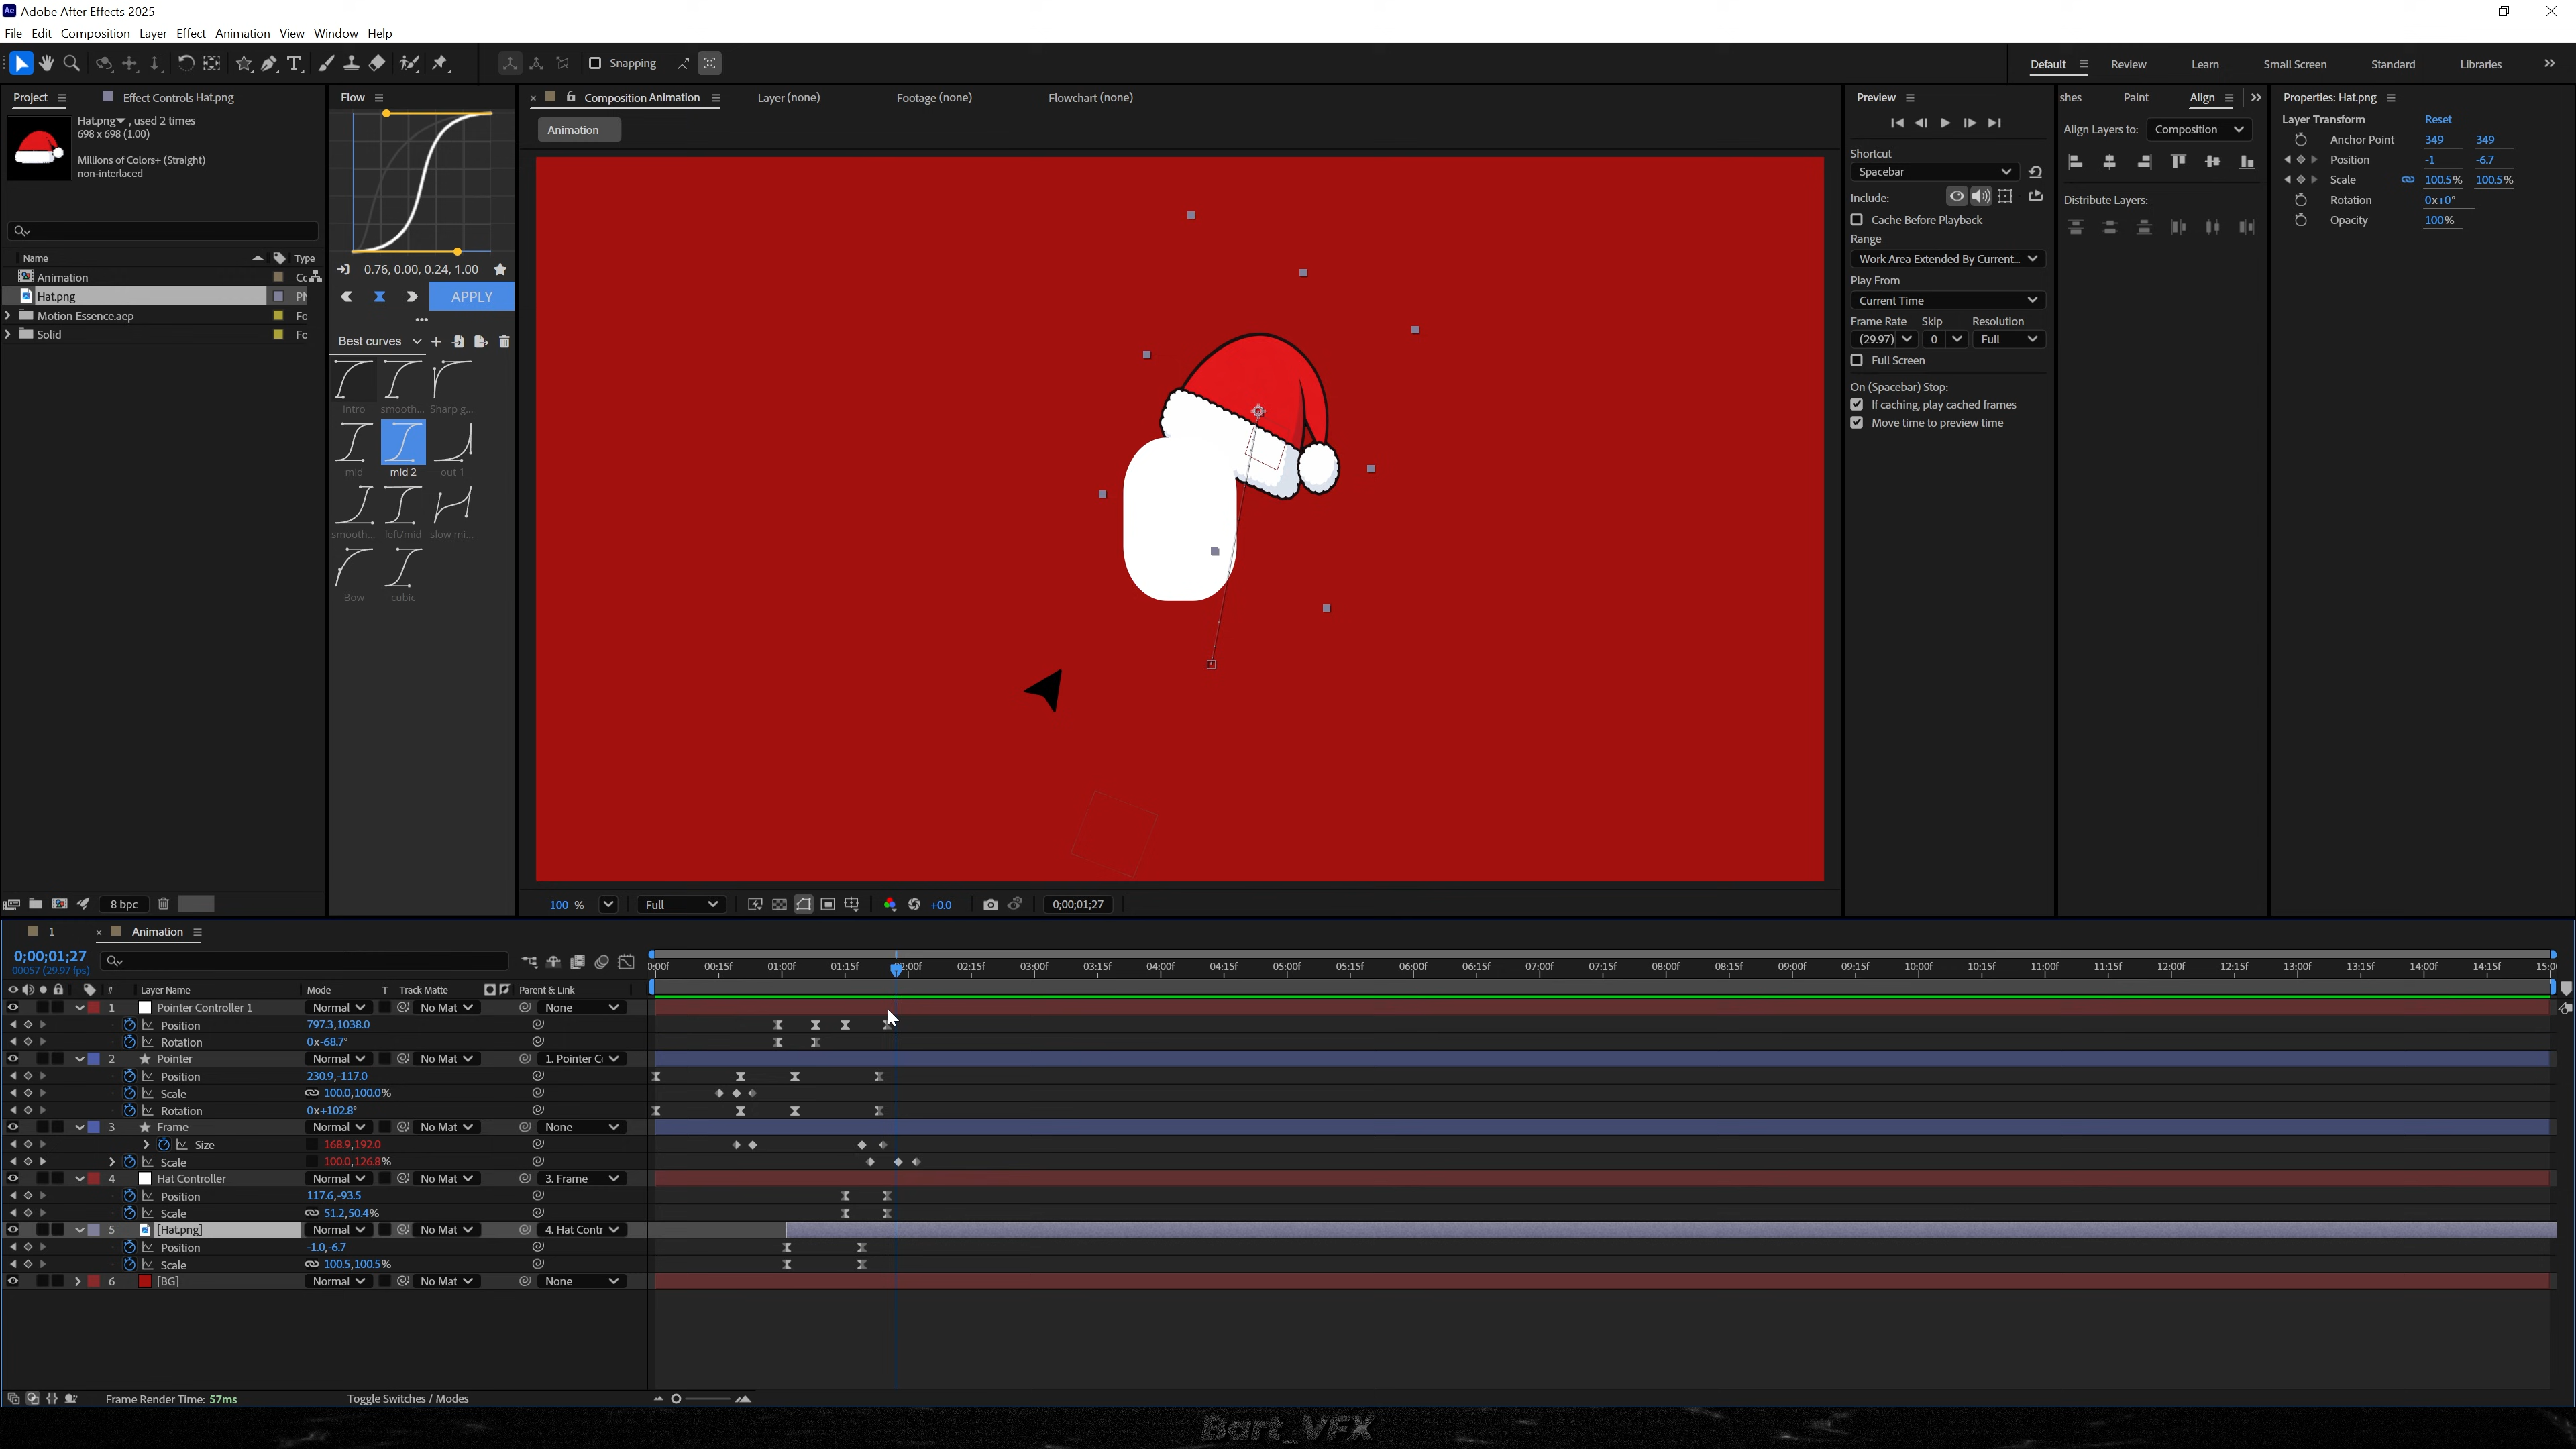 Adobe After Effects 2025
File Edit Composition Layer Effect Animation View Window Help
Snapping
Default Review Learn Small Screen Standard Libraries
Project
Effect Controls Hat.png
Hat.png , used 2 times
698 x 698 (1.00)
Millions of Colors+ (Straight)
non-interlaced
Name Type
Animation Cc
Hat.png
Motion Essence.aep Fo
Solid Fo
8 bpc
Flow
0.76, 0.00, 0.24, 1.00
APPLY
Best curves
intro smooth... Sharp g...
mid mid 2 out 1
smooth... left/mid slow mi...
Bow cubic
Composition Animation Layer (none) Footage (none) Flowchart (none)
Animation
100 % Full +0.0 0;00;01;27
Preview
Shortcut
Spacebar
Include:
Cache Before Playback
Range
Work Area Extended By Current...
Play From
Current Time
Frame Rate Skip Resolution
(29.97) 0 Full
Full Screen
On (Spacebar) Stop:
If caching, play cached frames
Move time to preview time
ushes Paint Align
Align Layers to: Composition
Distribute Layers:
Properties: Hat.png
Layer Transform Reset
Anchor Point 349 349
Position -1 -6.7
Scale 100.5% 100.5%
Rotation 0x+0°
Opacity 100%
1 Animation
0;00;01;27
00057 (29.97 fps)
0:00f 00:15f 01:00f 01:15f 02:00f 02:15f 03:00f 03:15f 04:00f 04:15f 05:00f 05:15f 06:00f 06:15f 07:00f 07:15f 08:00f 08:15f 09:00f 09:15f 10:00f 10:15f 11:00f 11:15f 12:00f 12:15f 13:00f 13:15f 14:00f 14:15f 15:0
# Layer Name Mode T Track Matte Parent & Link
1 Pointer Controller 1 Normal No Mat None
Position 797.3,1038.0
Rotation 0x-68.7°
2 Pointer Normal No Mat 1. Pointer Co
Position 230.9,-117.0
Scale 100.0,100.0%
Rotation 0x+102.8°
3 Frame Normal No Mat None
Size 168.9,192.0
Scale 100.0,126.8%
4 Hat Controller Normal No Mat 3. Frame
Position 117.6,-93.5
Scale 51.2,50.4%
5 [Hat.png] Normal No Mat 4. Hat Contr
Position -1.0,-6.7
Scale 100.5,100.5%
6 [BG] Normal No Mat None
Frame Render Time: 57ms Toggle Switches / Modes
Bart_VFX